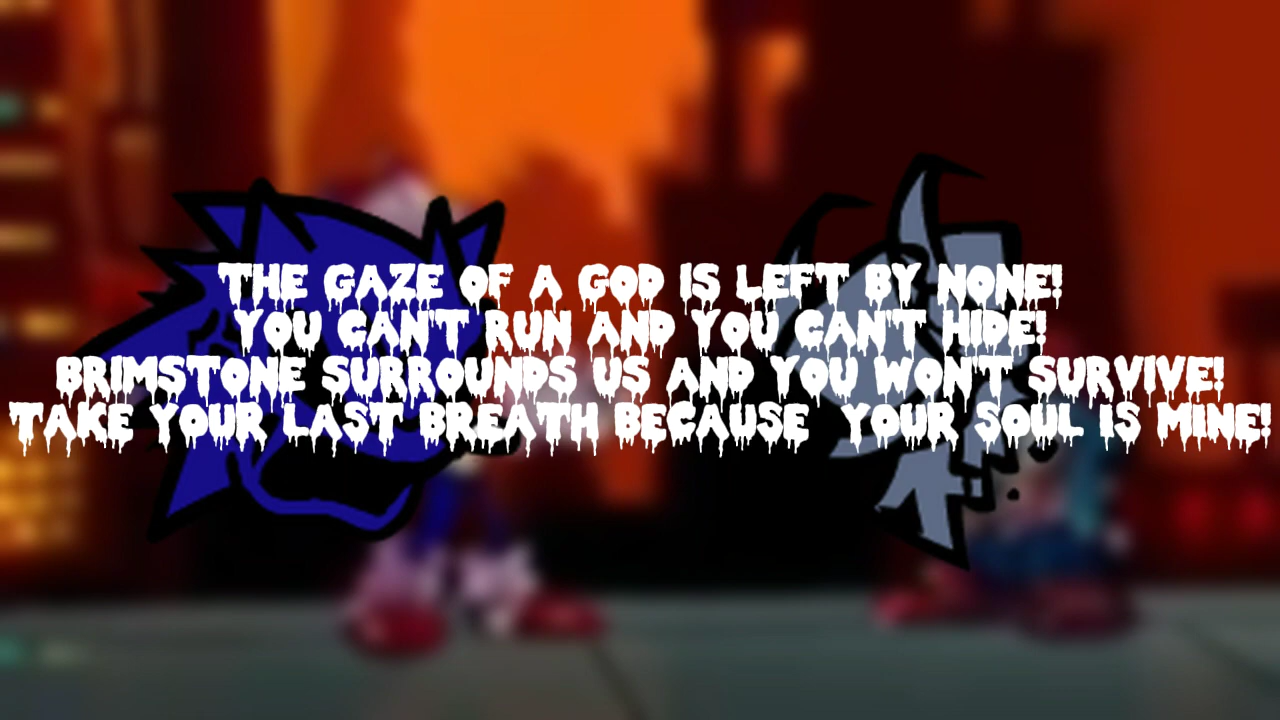 THE GAZE OF A GOD IS LEFT BY NONE!
YOU CAN'T RUN AND YOU CAN'T HIDE!
BRIMSTONE SURROUNDS US AND YOU WON'T SURVIVE!
TAKE YOUR LAST BREATH BECAUSE YOUR SOUL IS MINE!